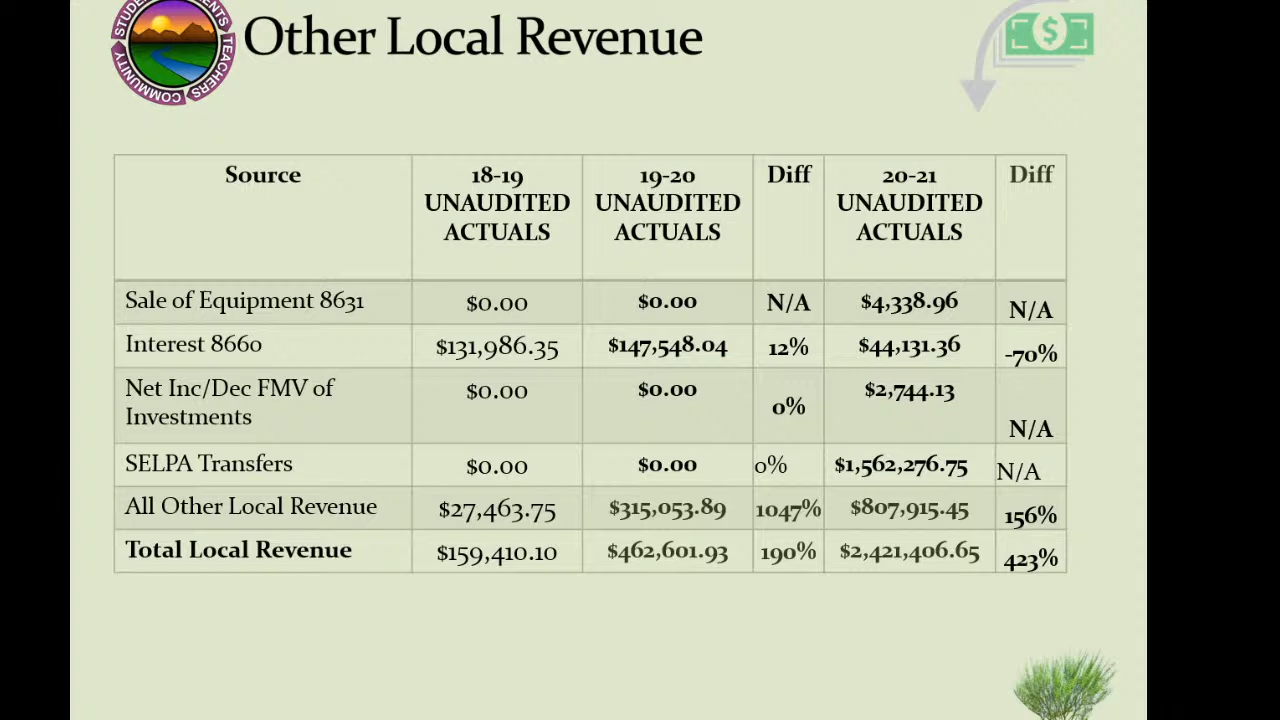 STUDE
ENTS
TEACHERS
COMMUNITY
Other Local Revenue
$
Source
18-19
UNAUDITED
ACTUALS
19-20
UNAUDITED
ACTUALS
Diff
20-21
UNAUDITED
ACTUALS
Diff
Sale of Equipment 8631 $0.00 $0.00 N/A $4,338.96 N/A
Interest 8660 $131,986.35 $147,548.04 12% $44,131.36 -70%
Net Inc/Dec FMV of
Investments
$0.00 $0.00 0% $2,744.13 N/A
SELPA Transfers $0.00 $0.00 0% $1,562,276.75 N/A
All Other Local Revenue $27,463.75 $315,053.89 1047% $807,915.45 156%
Total Local Revenue $159,410.10 $462,601.93 190% $2,421,406.65 423%